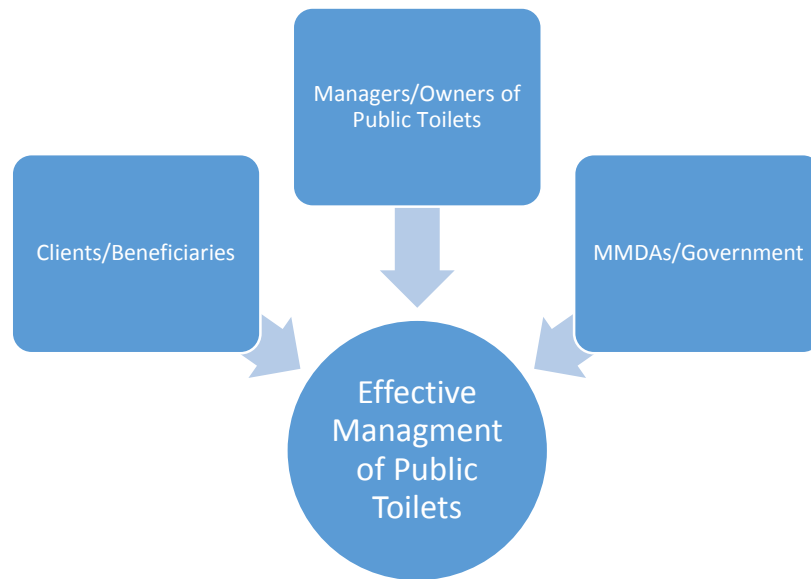 Managers/Owners of
Public Toilets
Clients/Beneficiaries
MMDAs/Government
Effective
Managment
of Public
Toilets